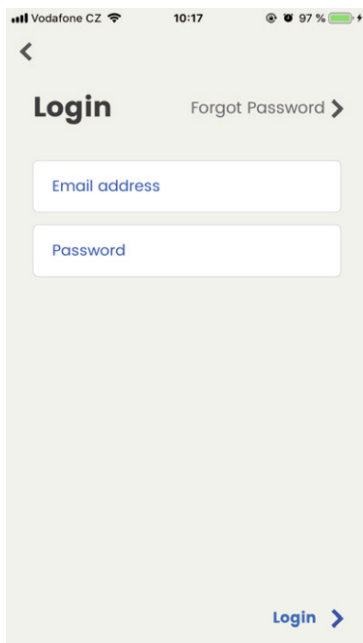 Vodafone CZ 10:17 97 %
Login Forgot Password
Email address
Password
Login